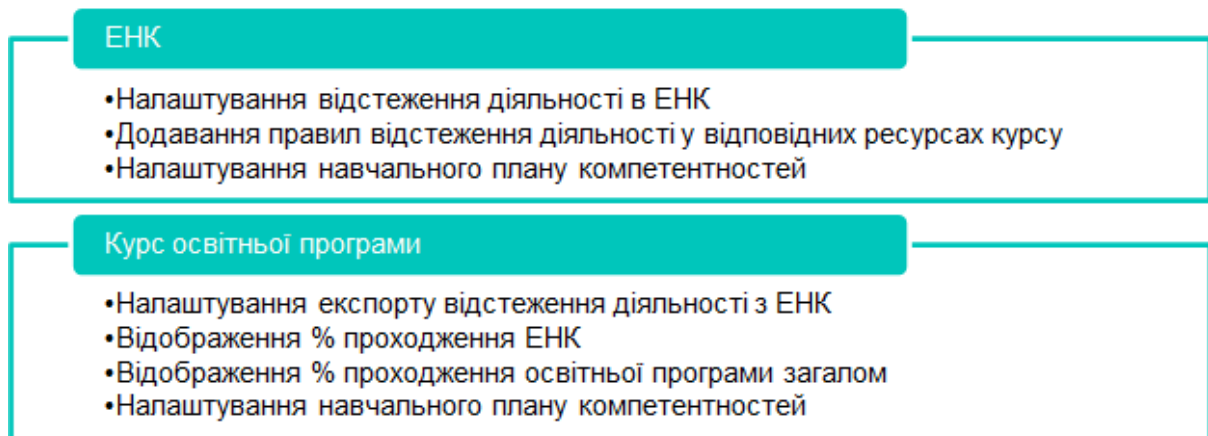 ЕНК
•Налаштування відстеження діяльності в ЕНК
•Додавання правил відстеження діяльності у відповідних ресурсах курсу
•Налаштування навчального плану компетентностей
Курс освітньої програми
•Налаштування експорту відстеження діяльності з ЕНК
•Відображення % проходження ЕНК
•Відображення % проходження освітньої програми загалом
•Налаштування навчального плану компетентностей